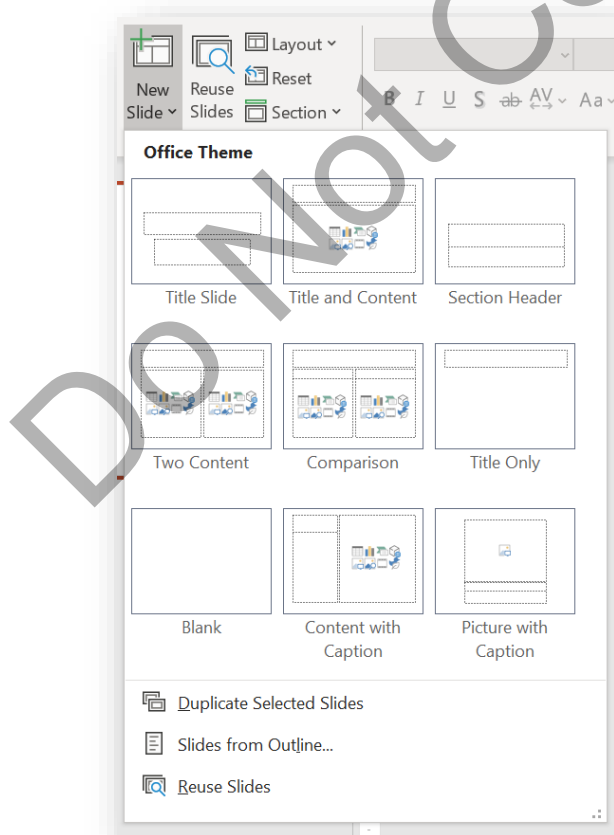 New Slide
Reuse Slides
Layout
Reset
Section
B I U S ab AV Aa
Office Theme
Title Slide
Title and Content
Section Header
Two Content
Comparison
Title Only
Blank
Content with
Caption
Picture with
Caption
Duplicate Selected Slides
Slides from Outline...
Reuse Slides
Do Not